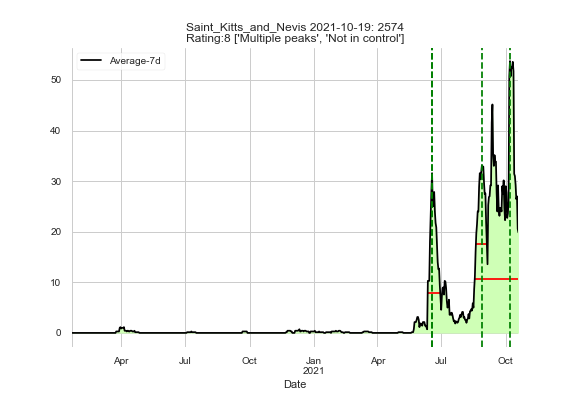 Saint_Kitts_and_Nevis 2021-10-19: 2574
Rating:8 ['Multiple peaks', 'Not in control']
Average-7d
50
40
30
20
10
0
Apr Jul Oct Jan Apr Jul Oct
2021
Date